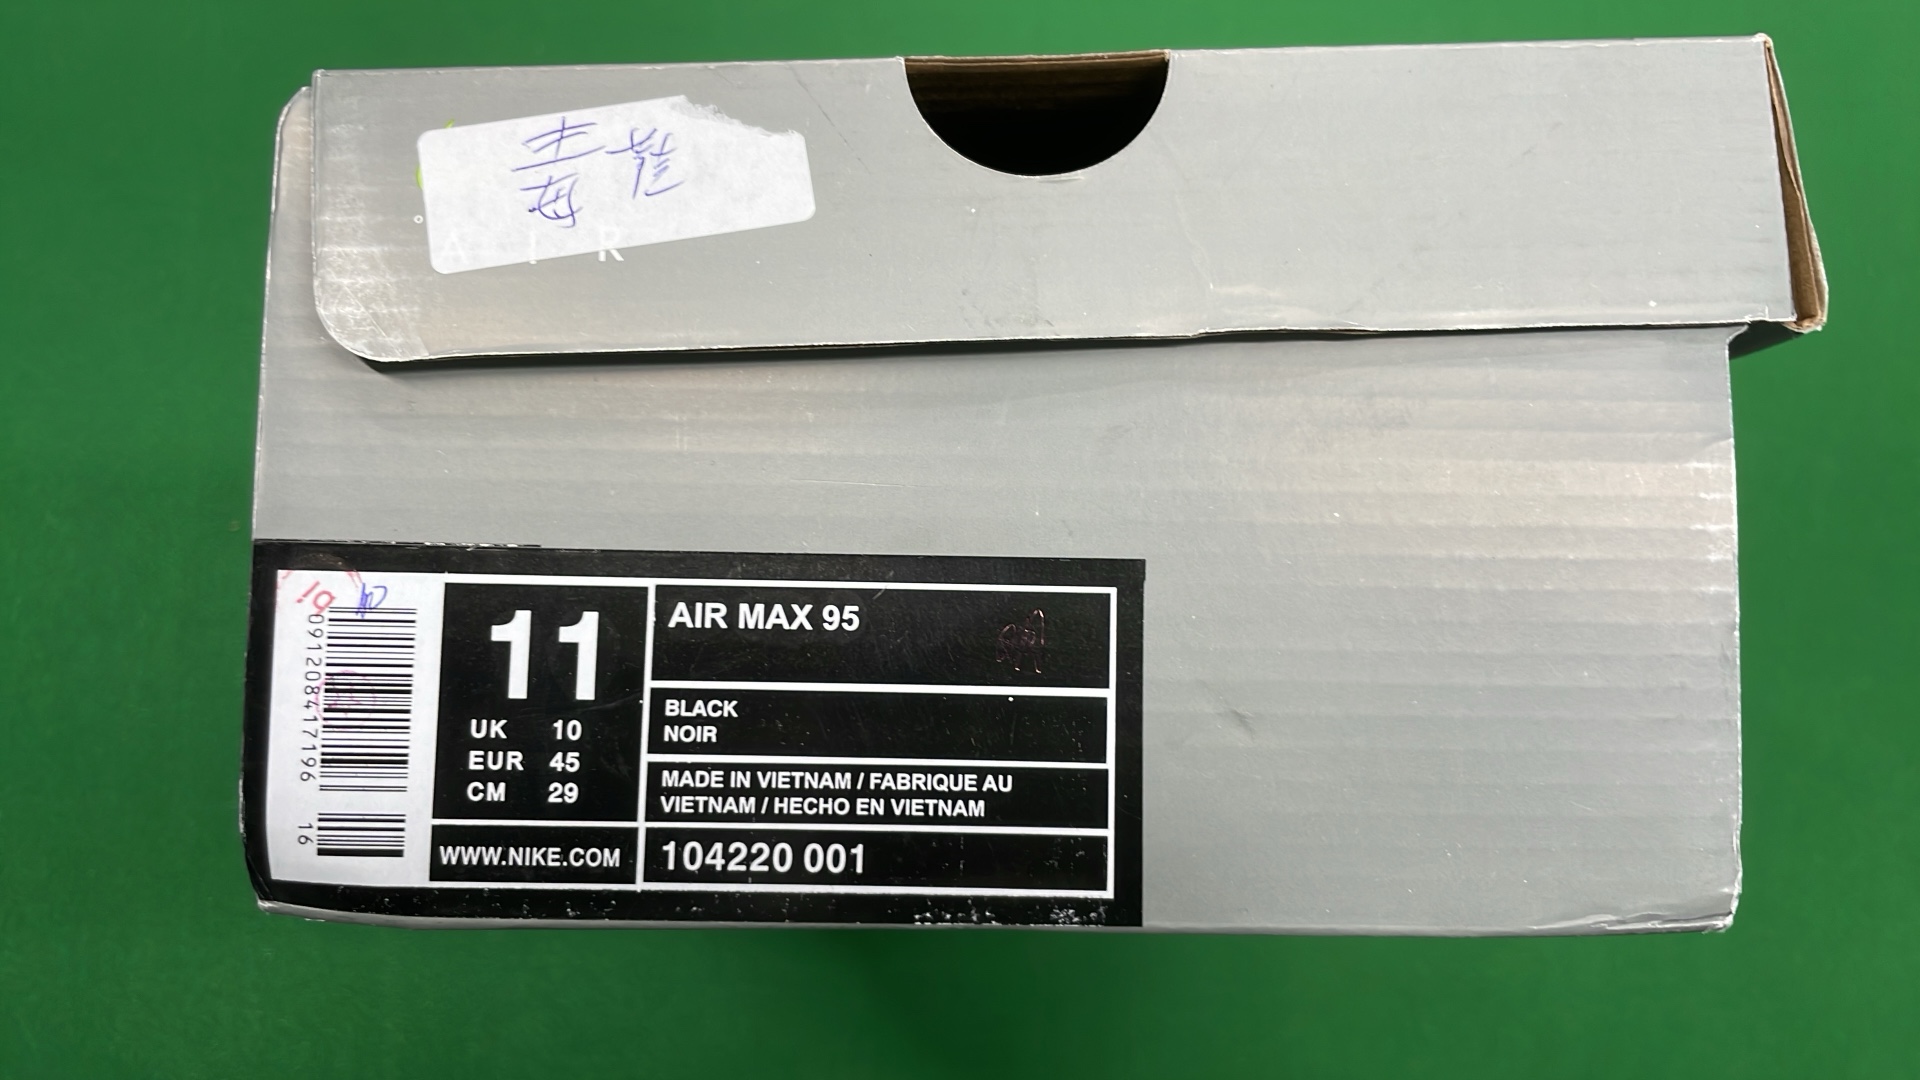 AIR
091208417196
16
11
UK 10
EUR 45
CM 29
WWW.NIKE.COM
AIR MAX 95
BLACK
NOIR
MADE IN VIETNAM / FABRIQUE AU
VIETNAM / HECHO EN VIETNAM
104220 001